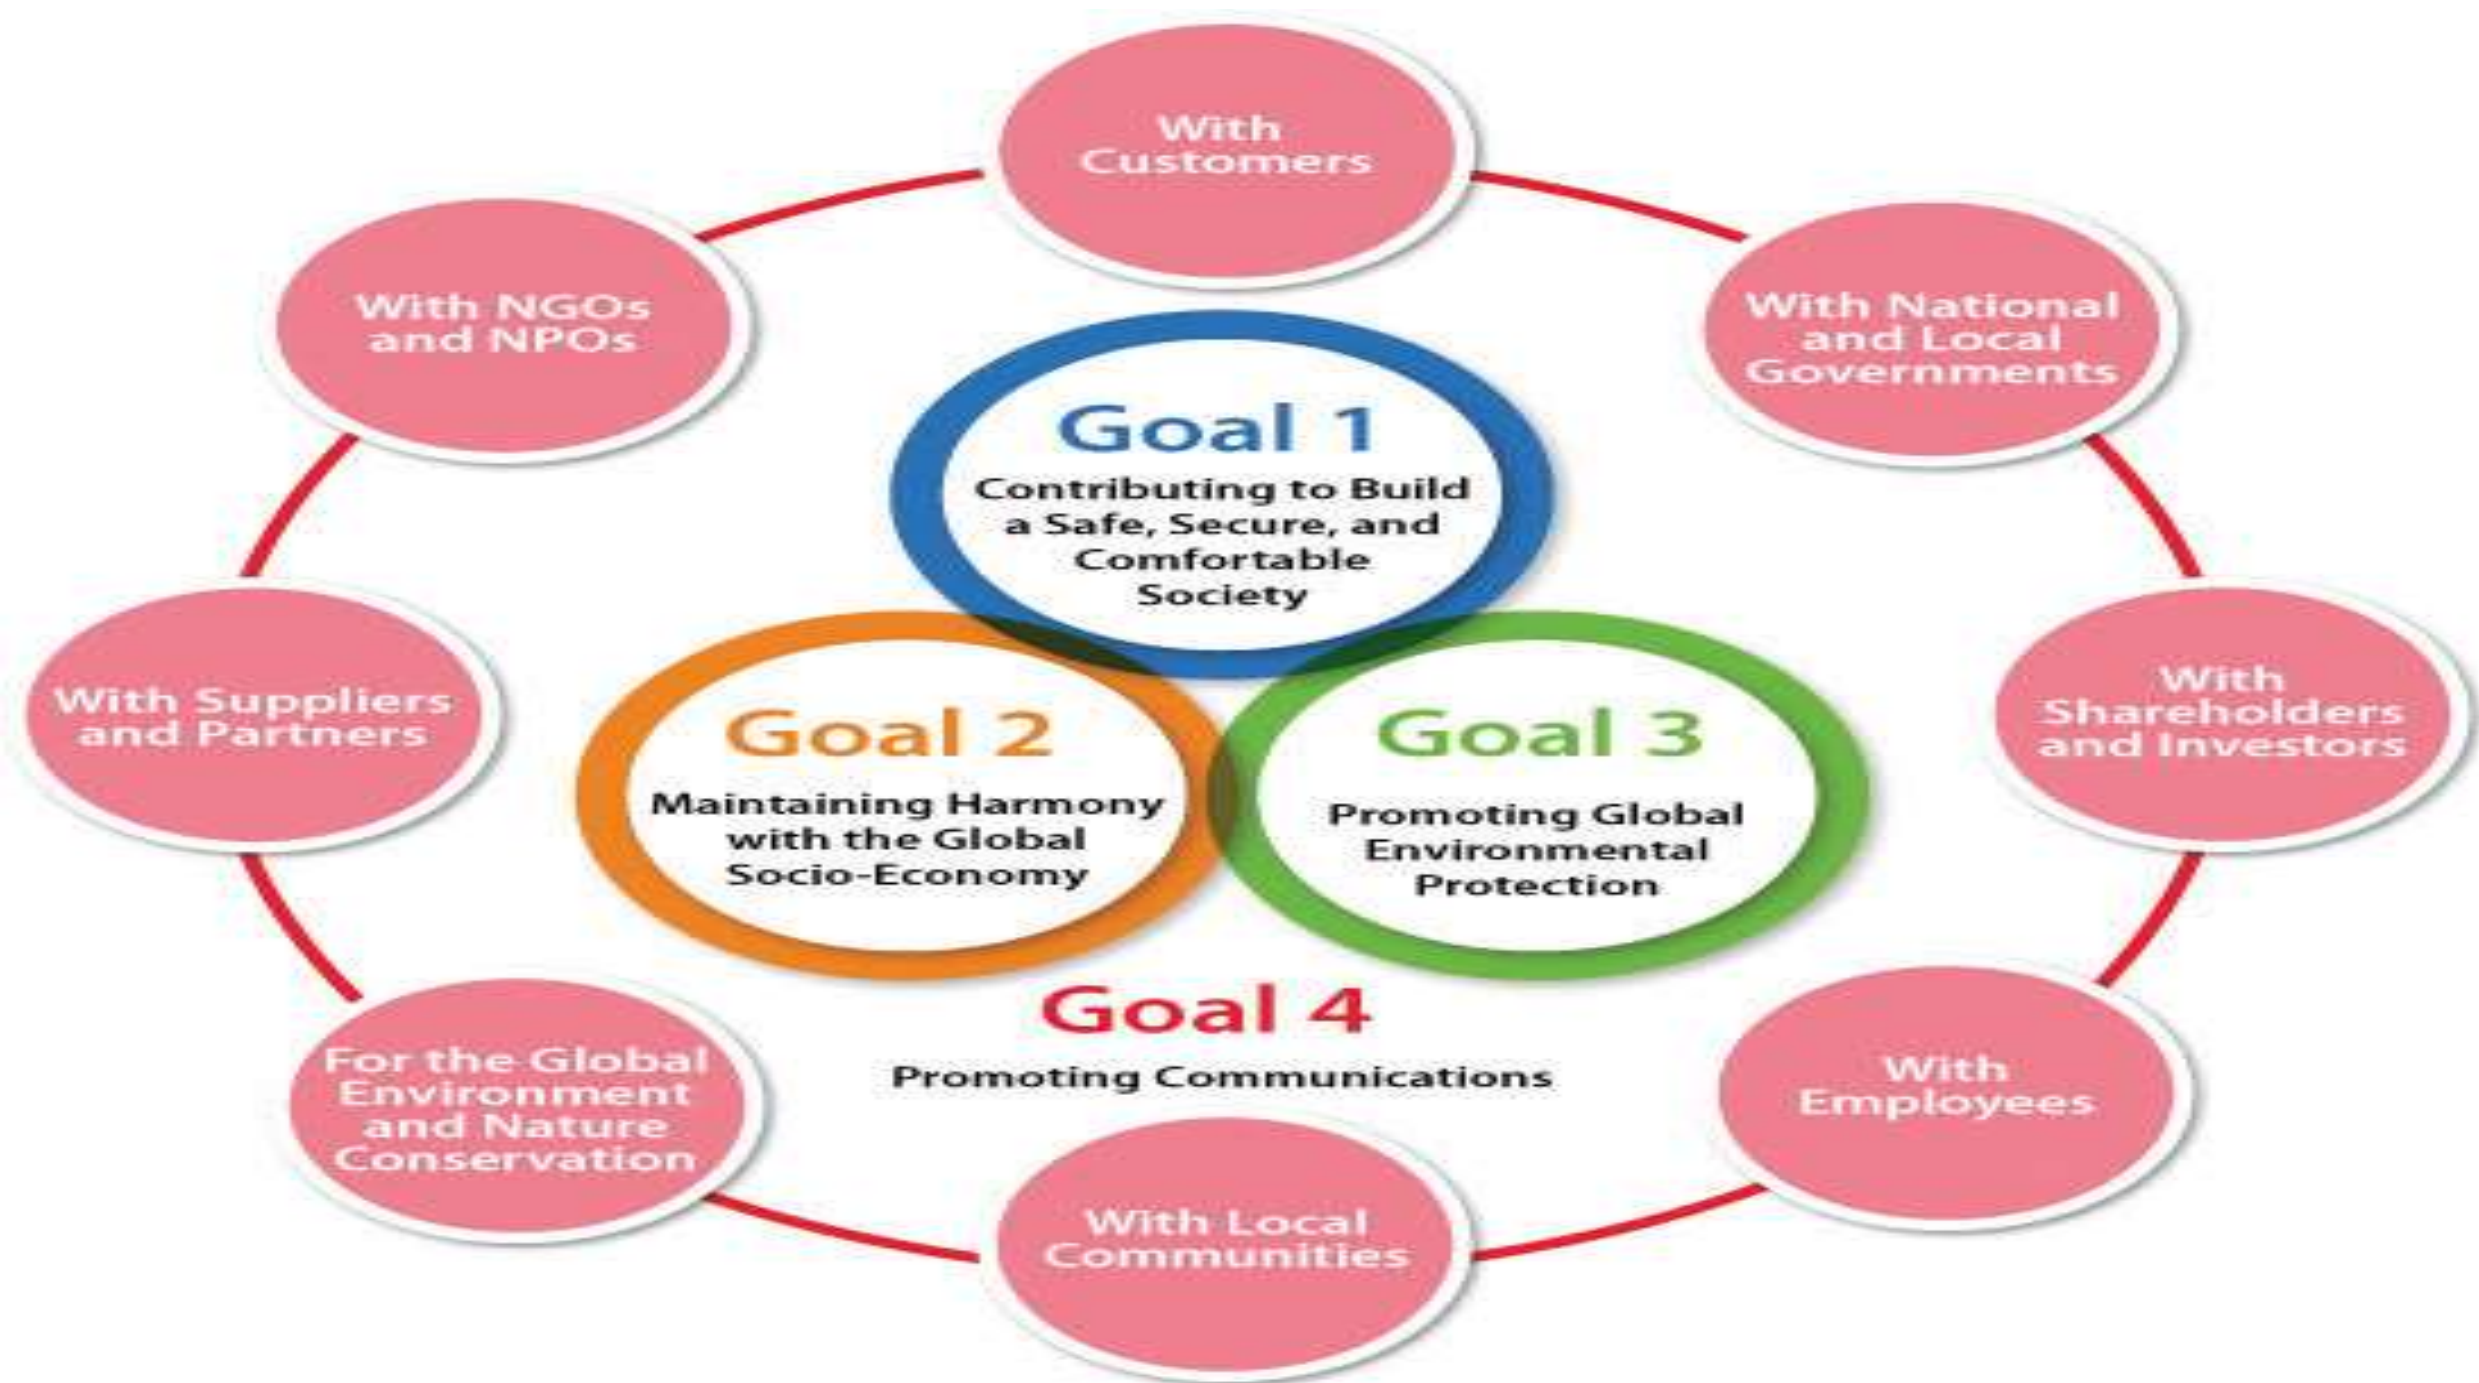 With
Customers
With NGOs
and NPOs
With National
and Local
Governments
Goal 1
Contributing to Build
a Safe, Secure, and
Comfortable
Society
With Suppliers
and Partners
Goal 2
Maintaining Harmony
with the Global
Socio-Economy
Goal 3
Promoting Global
Environmental
Protection
With
Shareholders
and Investors
Goal 4
Promoting Communications
For the Global
Environment
and Nature
Conservation
With
Employees
With Local
Communities